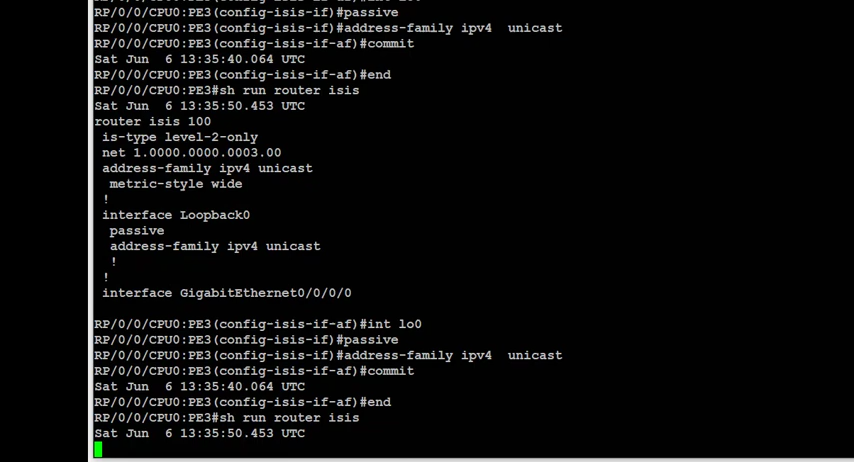 RP/0/0/CPU0:PE3(config-isis-if)#passive
RP/0/0/CPU0:PE3(config-isis-if)#address-family ipv4  unicast
RP/0/0/CPU0:PE3(config-isis-if-af)#commit
Sat Jun  6 13:35:40.064 UTC
RP/0/0/CPU0:PE3(config-isis-if-af)#end
RP/0/0/CPU0:PE3#sh run router isis
Sat Jun  6 13:35:50.453 UTC
router isis 100
 is-type level-2-only
 net 1.0000.0000.0003.00
 address-family ipv4 unicast
  metric-style wide
 !
 interface Loopback0
  passive
  address-family ipv4 unicast
  !
 !
 interface GigabitEthernet0/0/0/0
RP/0/0/CPU0:PE3(config-isis-if-af)#int lo0
RP/0/0/CPU0:PE3(config-isis-if)#passive
RP/0/0/CPU0:PE3(config-isis-if)#address-family ipv4  unicast
RP/0/0/CPU0:PE3(config-isis-if-af)#commit
Sat Jun  6 13:35:40.064 UTC
RP/0/0/CPU0:PE3(config-isis-if-af)#end
RP/0/0/CPU0:PE3#sh run router isis
Sat Jun  6 13:35:50.453 UTC